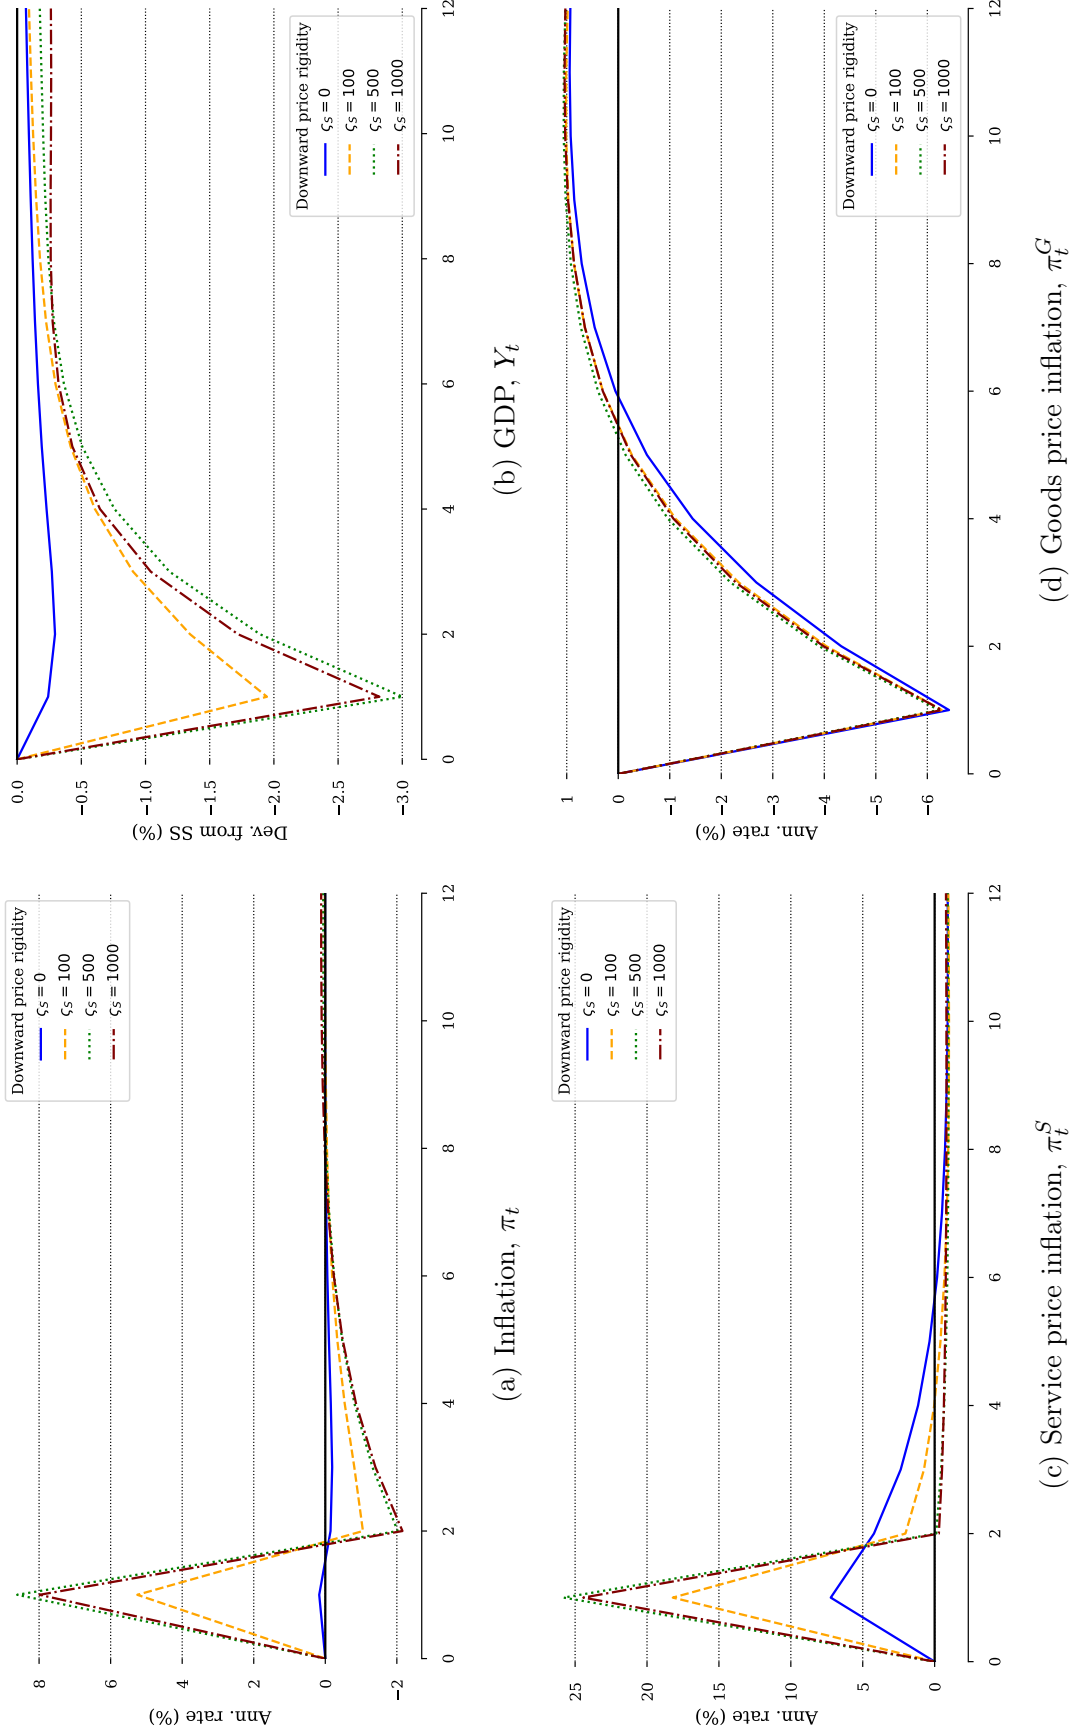 Ann. rate (%)
8
6
4
2
0
−2
0
2
4
6
8
10
12
Downward price rigidity
ςS = 0
ςS = 100
ςS = 500
ςS = 1000
(a) Inflation, πt
Dev. from SS (%)
0.0
−0.5
−1.0
−1.5
−2.0
−2.5
−3.0
0
2
4
6
8
10
12
Downward price rigidity
ςS = 0
ςS = 100
ςS = 500
ςS = 1000
(b) GDP, Yt
Ann. rate (%)
25
20
15
10
5
0
0
2
4
6
8
10
12
Downward price rigidity
ςS = 0
ςS = 100
ςS = 500
ςS = 1000
(c) Service price inflation, πtS
Ann. rate (%)
1
0
−1
−2
−3
−4
−5
−6
0
2
4
6
8
10
12
Downward price rigidity
ςS = 0
ςS = 100
ςS = 500
ςS = 1000
(d) Goods price inflation, πtG